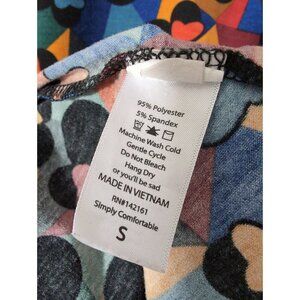 95% Polyester
5% Spandex
Machine Wash Cold
Gentle Cycle
Do Not Bleach
Hang Dry
or you'll be sad
MADE IN VIETNAM
RN#142161
Simply Comfortable
S